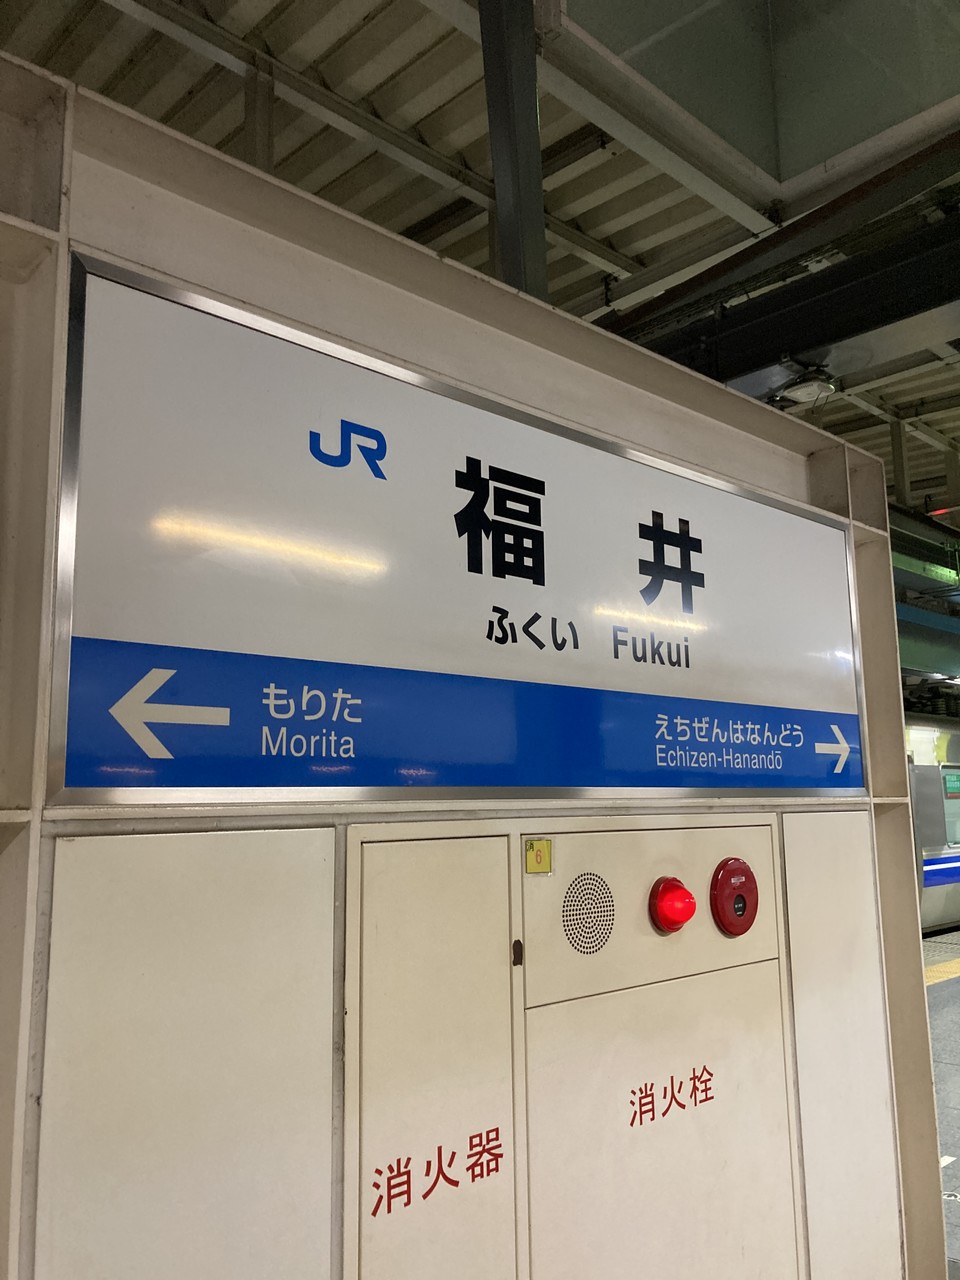 JR
福井
ふくい Fukui
もりた
Morita
えちぜんはなんどう
Echizen-Hanandō
消
6
消火栓
消火器